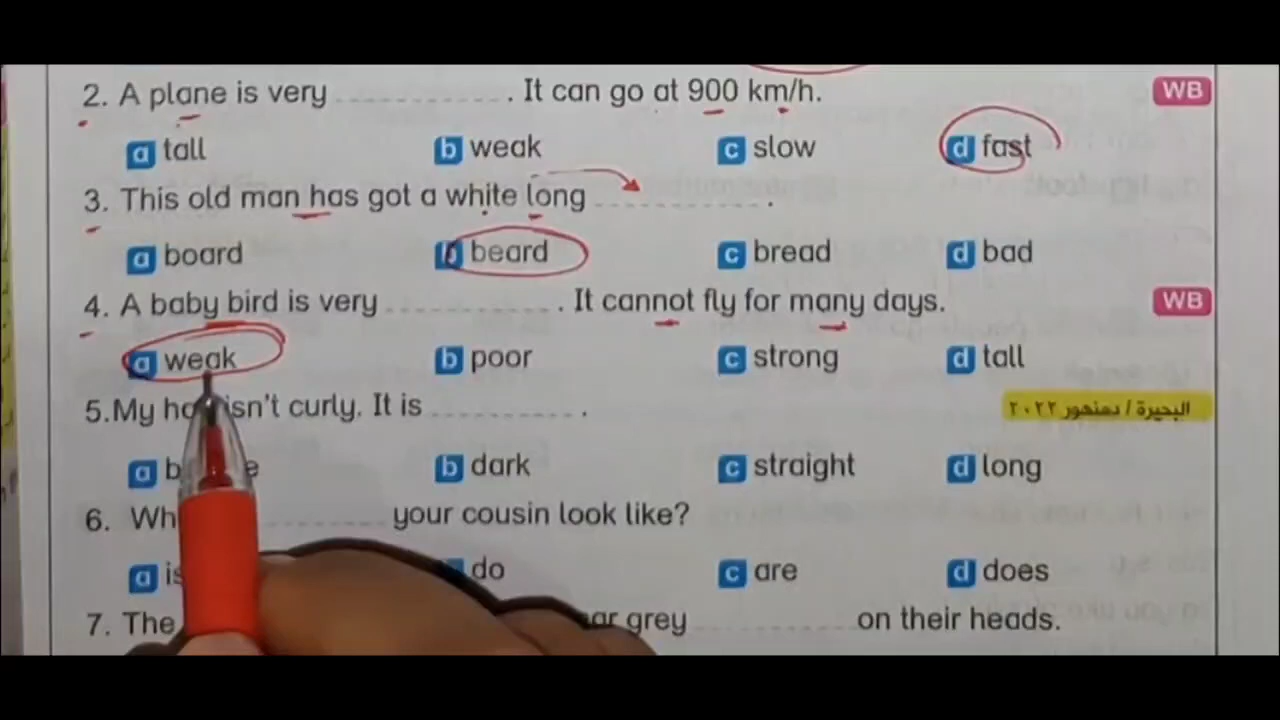 2. A plane is very ............. . It can go at 900 km/h. WB
a tall b weak c slow d fast
3. This old man has got a white long ............. .
a board b beard c bread d bad
4. A baby bird is very ............. . It cannot fly for many days. WB
a weak b poor c strong d tall
5. My isn't curly. It is ............. . البحيرة / دمنهور ٢٠٢٢
a b dark c straight d long
6. ............. your cousin look like?
a b do c are d does
7. The grey ............. on their heads.